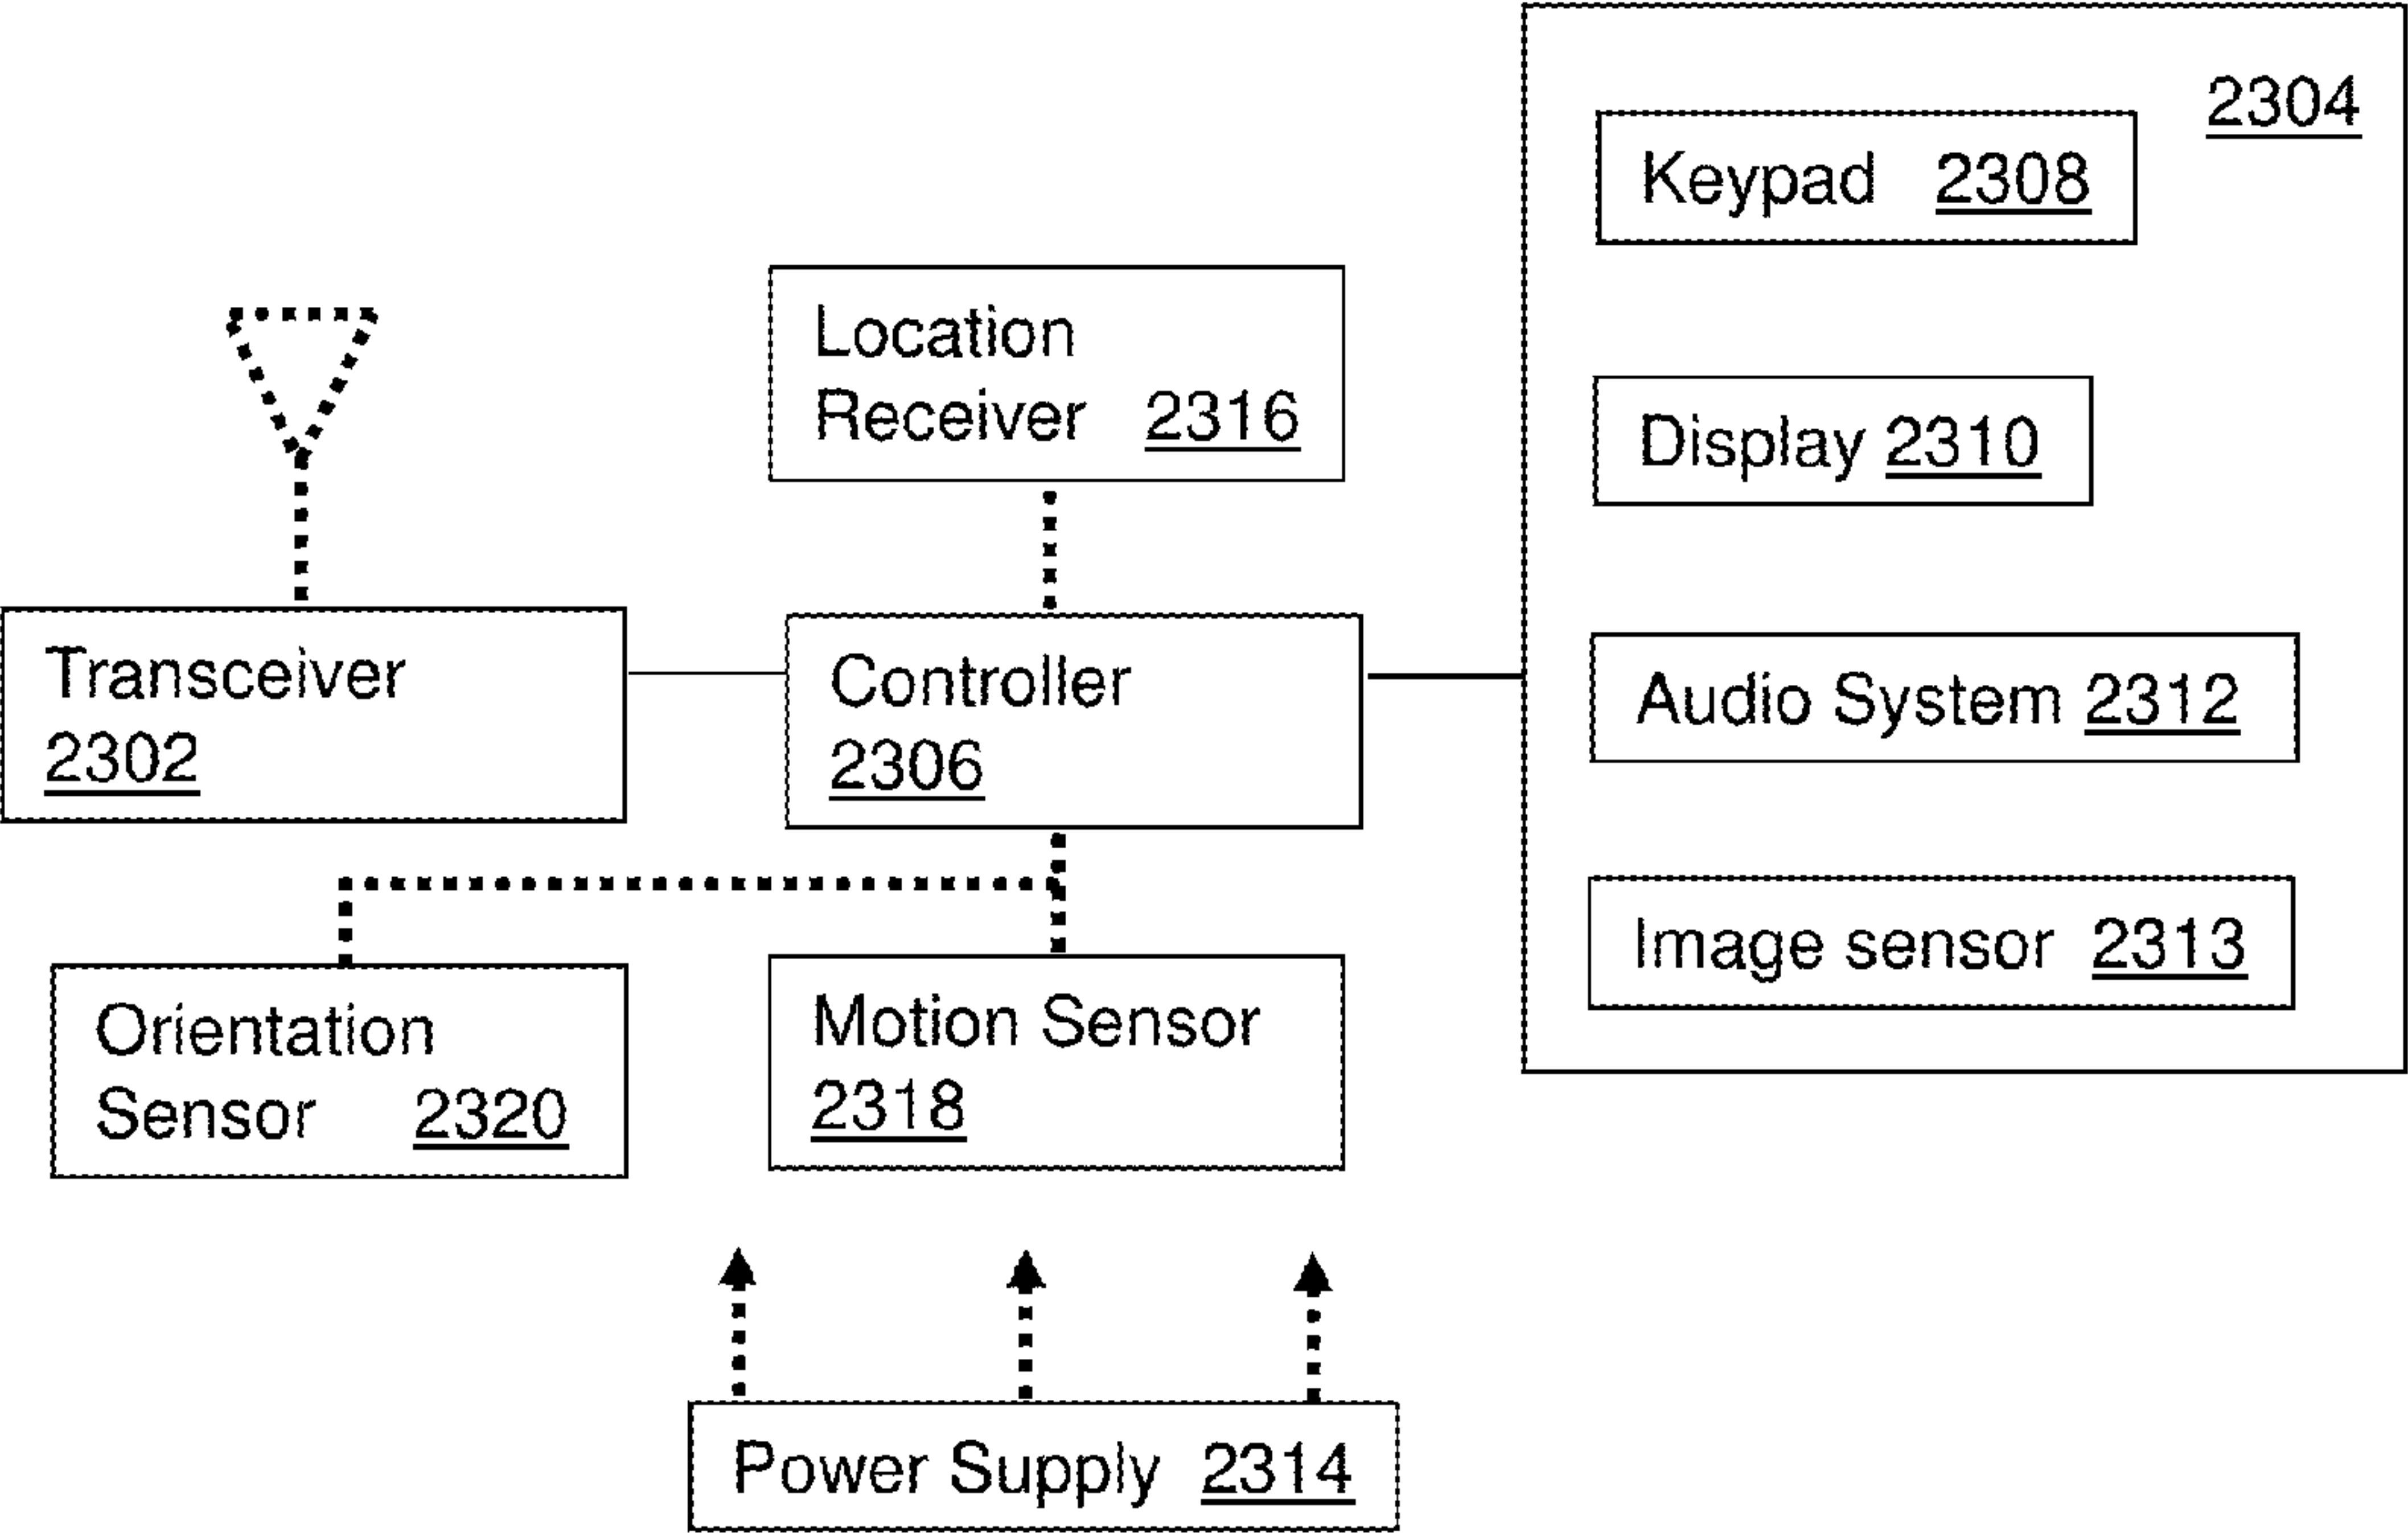 2304
Keypad 2308
Location
Receiver 2316
Display 2310
Transceiver
2302
Controller
2306
Audio System 2312
Image sensor 2313
Orientation
Sensor 2320
Motion Sensor
2318
Power Supply 2314